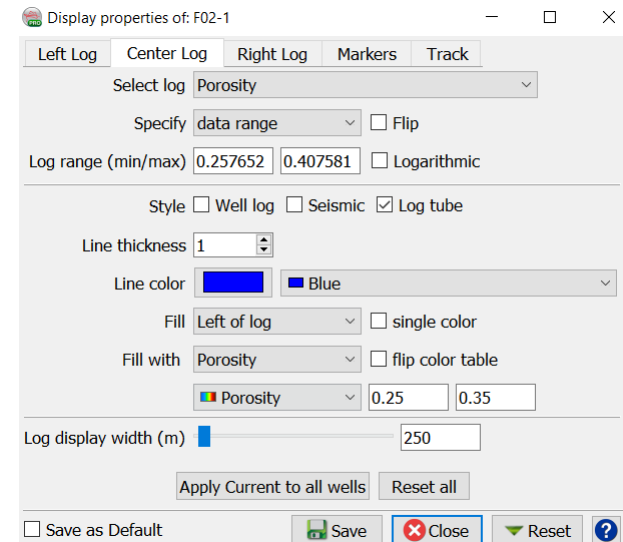 Display properties of: F02-1
Left Log Center Log Right Log Markers Track
Select log Porosity
Specify data range Flip
Log range (min/max) 0.257652 0.407581 Logarithmic
Style Well log Seismic Log tube
Line thickness 1
Line color Blue
Fill Left of log single color
Fill with Porosity flip color table
Porosity 0.25 0.35
Log display width (m) 250
Apply Current to all wells Reset all
Save as Default Save Close Reset ?